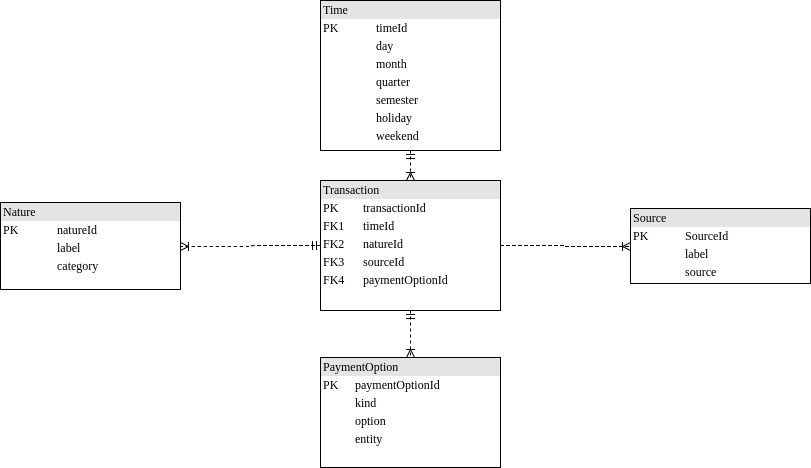 Time
PK timeId
day
month
quarter
semester
holiday
weekend
Nature
PK natureId
label
category
Transaction
PK transactionId
FK1 timeId
FK2 natureId
FK3 sourceId
FK4 paymentOptionId
Source
PK SourceId
label
source
PaymentOption
PK paymentOptionId
kind
option
entity